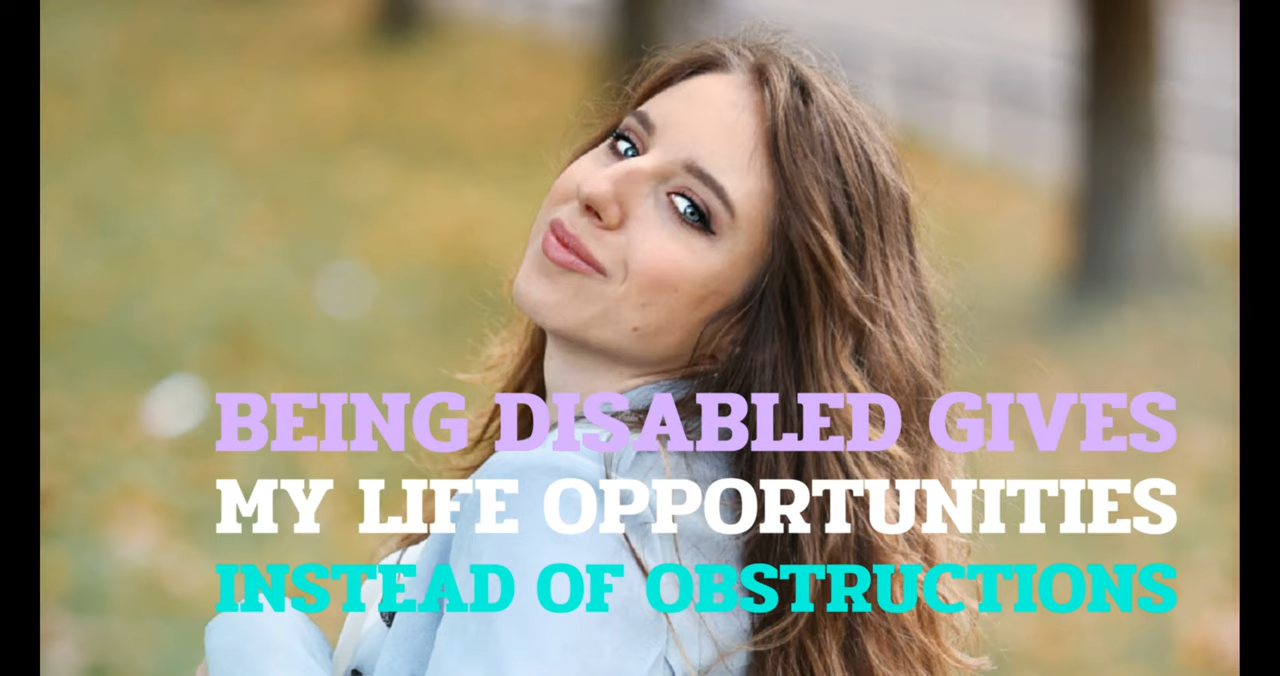 BEING DISABLED GIVES
MY LIFE OPPORTUNITIES
INSTEAD OF OBSTRUCTIONS